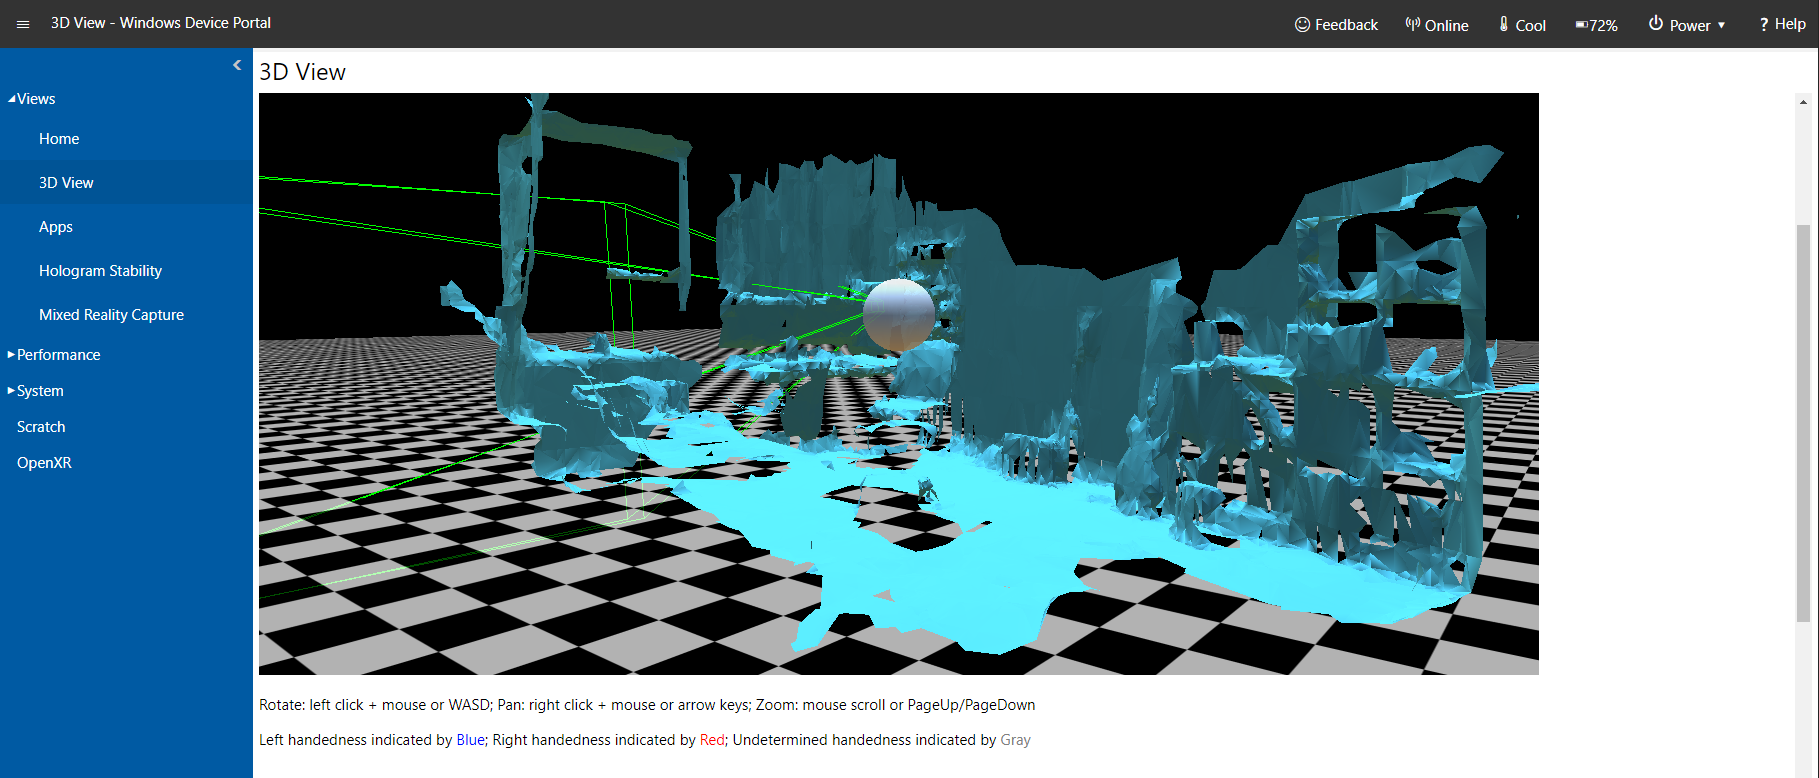 3D View - Windows Device Portal
Feedback
Online
Cool
72%
Power
? Help
Views
Home
3D View
Apps
Hologram Stability
Mixed Reality Capture
Performance
System
Scratch
OpenXR
3D View
Rotate: left click + mouse or WASD; Pan: right click + mouse or arrow keys; Zoom: mouse scroll or PageUp/PageDown
Left handedness indicated by Blue; Right handedness indicated by Red; Undetermined handedness indicated by Gray